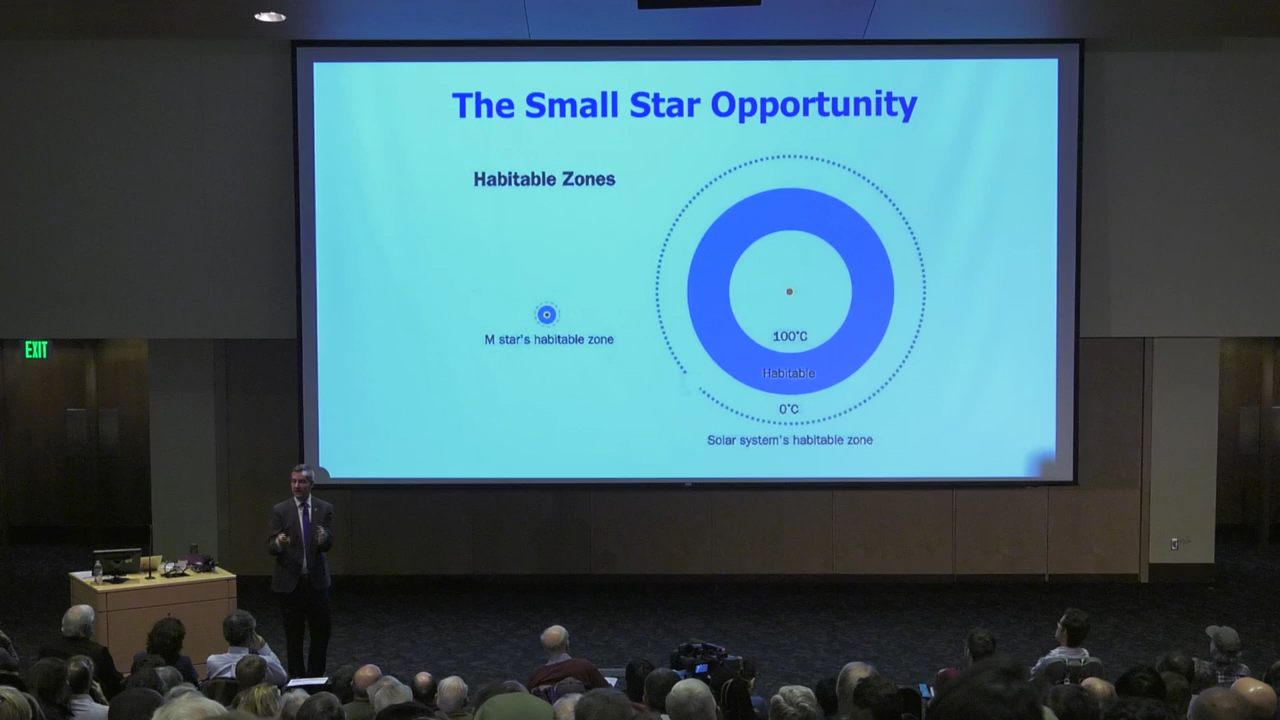 The Small Star Opportunity
Habitable Zones
M star's habitable zone
100°C
Habitable
0°C
Solar system's habitable zone
EXIT